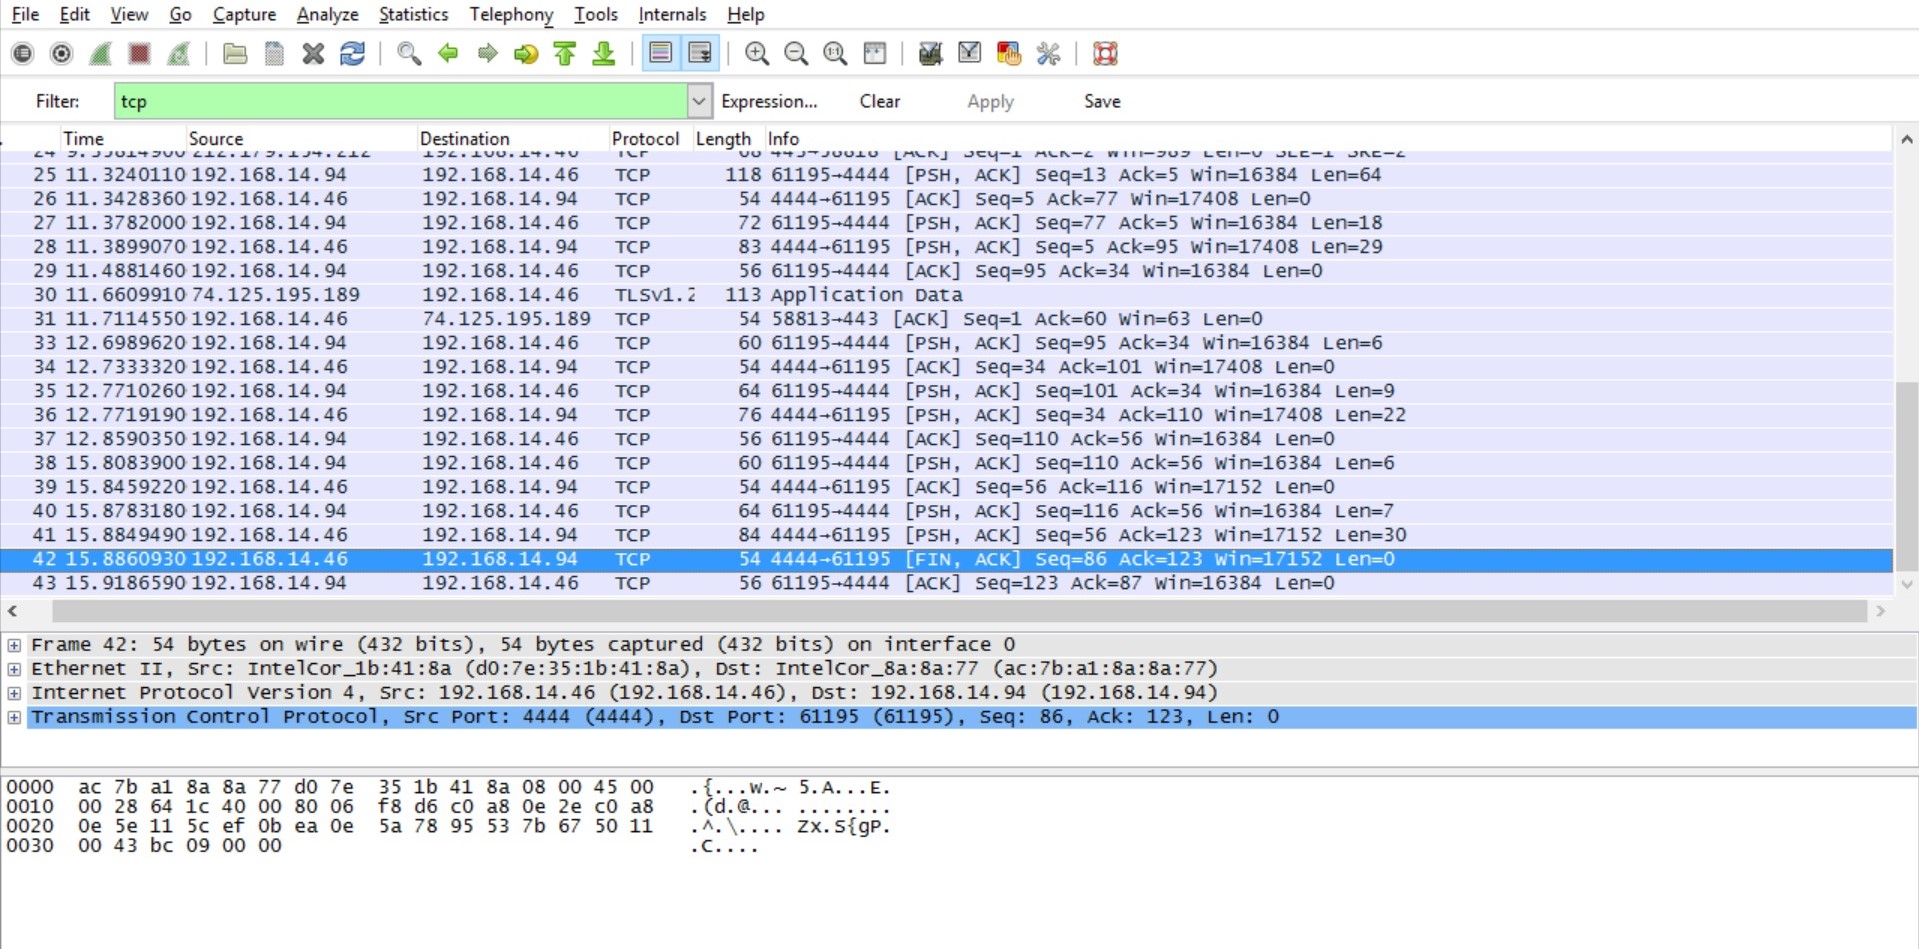 File Edit View Go Capture Analyze Statistics Telephony Tools Internals Help
Filter: tcp Expression... Clear Apply Save
Time Source Destination Protocol Length Info
25 11.3240110 192.168.14.94 192.168.14.46 TCP 118 61195→4444 [PSH, ACK] Seq=13 Ack=5 Win=16384 Len=64
26 11.3428360 192.168.14.46 192.168.14.94 TCP 54 4444→61195 [ACK] Seq=5 Ack=77 Win=17408 Len=0
27 11.3782000 192.168.14.94 192.168.14.46 TCP 72 61195→4444 [PSH, ACK] Seq=77 Ack=5 Win=16384 Len=18
28 11.3899070 192.168.14.46 192.168.14.94 TCP 83 4444→61195 [PSH, ACK] Seq=5 Ack=95 Win=17408 Len=29
29 11.4881460 192.168.14.94 192.168.14.46 TCP 56 61195→4444 [ACK] Seq=95 Ack=34 Win=16384 Len=0
30 11.6609910 74.125.195.189 192.168.14.46 TLSv1.2 113 Application Data
31 11.7114550 192.168.14.46 74.125.195.189 TCP 54 58813→443 [ACK] Seq=1 Ack=60 Win=63 Len=0
33 12.6989620 192.168.14.94 192.168.14.46 TCP 60 61195→4444 [PSH, ACK] Seq=95 Ack=34 Win=16384 Len=6
34 12.7333320 192.168.14.46 192.168.14.94 TCP 54 4444→61195 [ACK] Seq=34 Ack=101 Win=17408 Len=0
35 12.7710260 192.168.14.94 192.168.14.46 TCP 64 61195→4444 [PSH, ACK] Seq=101 Ack=34 Win=16384 Len=9
36 12.7719190 192.168.14.46 192.168.14.94 TCP 76 4444→61195 [PSH, ACK] Seq=34 Ack=110 Win=17408 Len=22
37 12.8590350 192.168.14.94 192.168.14.46 TCP 56 61195→4444 [ACK] Seq=110 Ack=56 Win=16384 Len=0
38 15.8083900 192.168.14.94 192.168.14.46 TCP 60 61195→4444 [PSH, ACK] Seq=110 Ack=56 Win=16384 Len=6
39 15.8459220 192.168.14.46 192.168.14.94 TCP 54 4444→61195 [ACK] Seq=56 Ack=116 Win=17152 Len=0
40 15.8783180 192.168.14.94 192.168.14.46 TCP 64 61195→4444 [PSH, ACK] Seq=116 Ack=56 Win=16384 Len=7
41 15.8849490 192.168.14.46 192.168.14.94 TCP 84 4444→61195 [PSH, ACK] Seq=56 Ack=123 Win=17152 Len=30
42 15.8860930 192.168.14.46 192.168.14.94 TCP 54 4444→61195 [FIN, ACK] Seq=86 Ack=123 Win=17152 Len=0
43 15.9186590 192.168.14.94 192.168.14.46 TCP 56 61195→4444 [ACK] Seq=123 Ack=87 Win=16384 Len=0
Frame 42: 54 bytes on wire (432 bits), 54 bytes captured (432 bits) on interface 0
Ethernet II, Src: IntelCor_1b:41:8a (d0:7e:35:1b:41:8a), Dst: IntelCor_8a:8a:77 (ac:7b:a1:8a:8a:77)
Internet Protocol Version 4, Src: 192.168.14.46 (192.168.14.46), Dst: 192.168.14.94 (192.168.14.94)
Transmission Control Protocol, Src Port: 4444 (4444), Dst Port: 61195 (61195), Seq: 86, Ack: 123, Len: 0
0000 ac 7b a1 8a 8a 77 d0 7e 35 1b 41 8a 08 00 45 00 .{...w.~ 5.A...E.
0010 00 28 64 1c 40 00 80 06 f8 d6 c0 a8 0e 2e c0 a8 .(d.@... ........
0020 0e 5e 11 5c ef 0b ea 0e 5a 78 95 53 7b 67 50 11 .^.\.... Zx.S{gP.
0030 00 43 bc 09 00 00 .C....